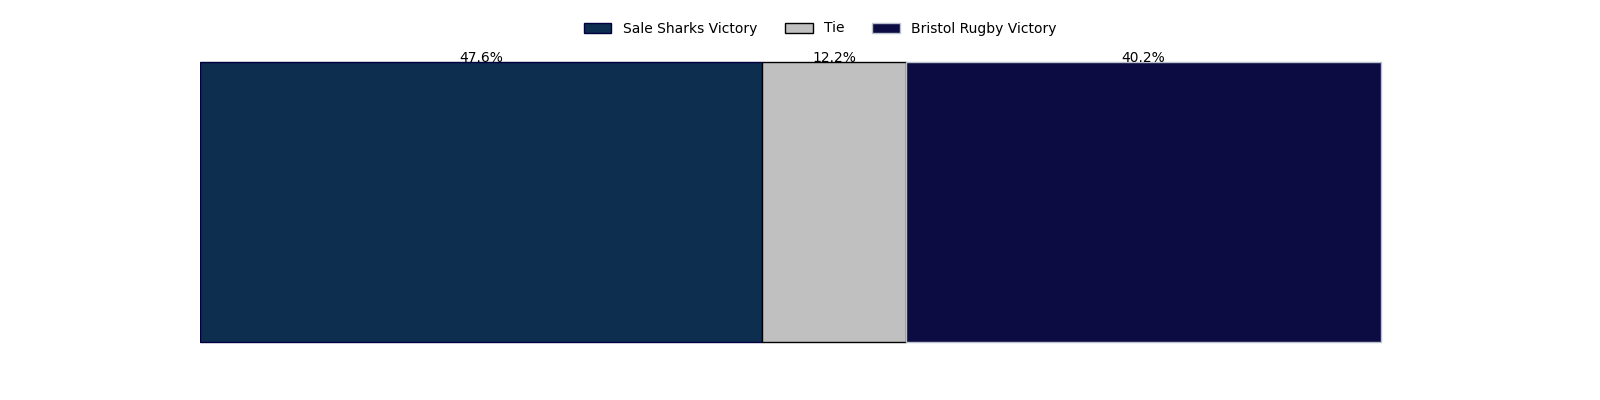 Sale Sharks Victory Tie Bristol Rugby Victory
47.6% 12.2% 40.2%